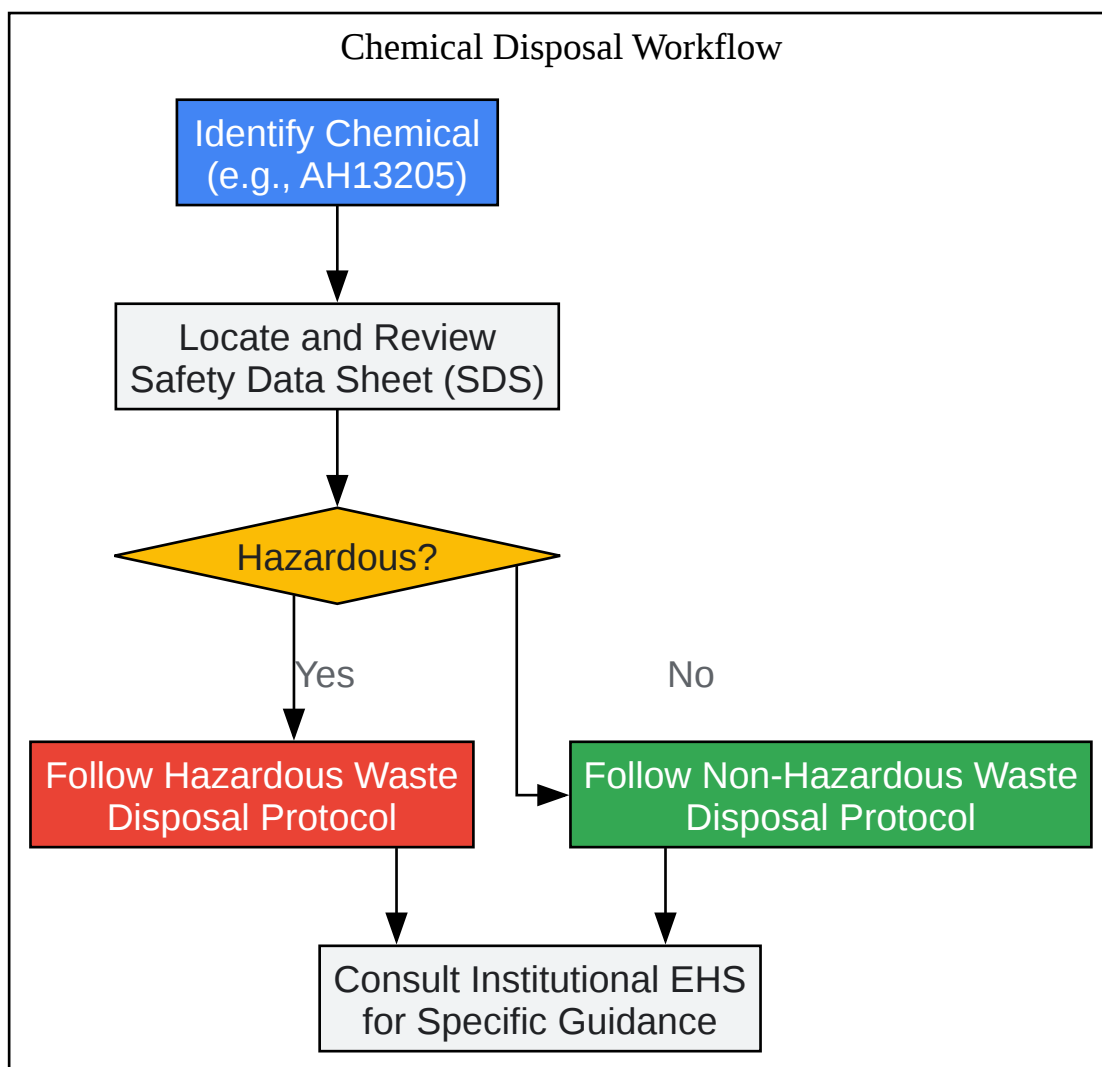 Chemical Disposal Workflow
Identify Chemical
(e.g., AH13205)
Locate and Review
Safety Data Sheet (SDS)
Hazardous?
Yes
No
Follow Hazardous Waste
Disposal Protocol
Follow Non-Hazardous Waste
Disposal Protocol
Consult Institutional EHS
for Specific Guidance